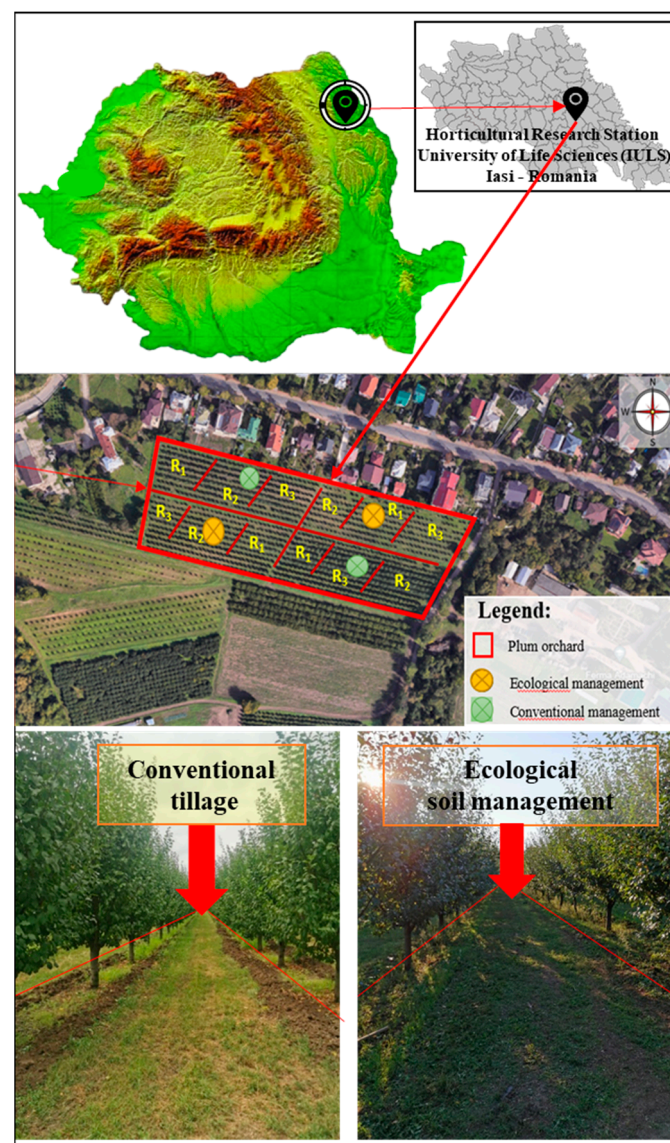 Horticultural Research Station
University of Life Sciences (IULS)
Iasi - Romania
N
W
S
R₁
R₂
R₃
R₂
R₁
R₃
R₃
R₂
R₁
R₁
R₃
R₂
Legend:
Plum orchard
Ecological management
Conventional management
Conventional
tillage
Ecological
soil management